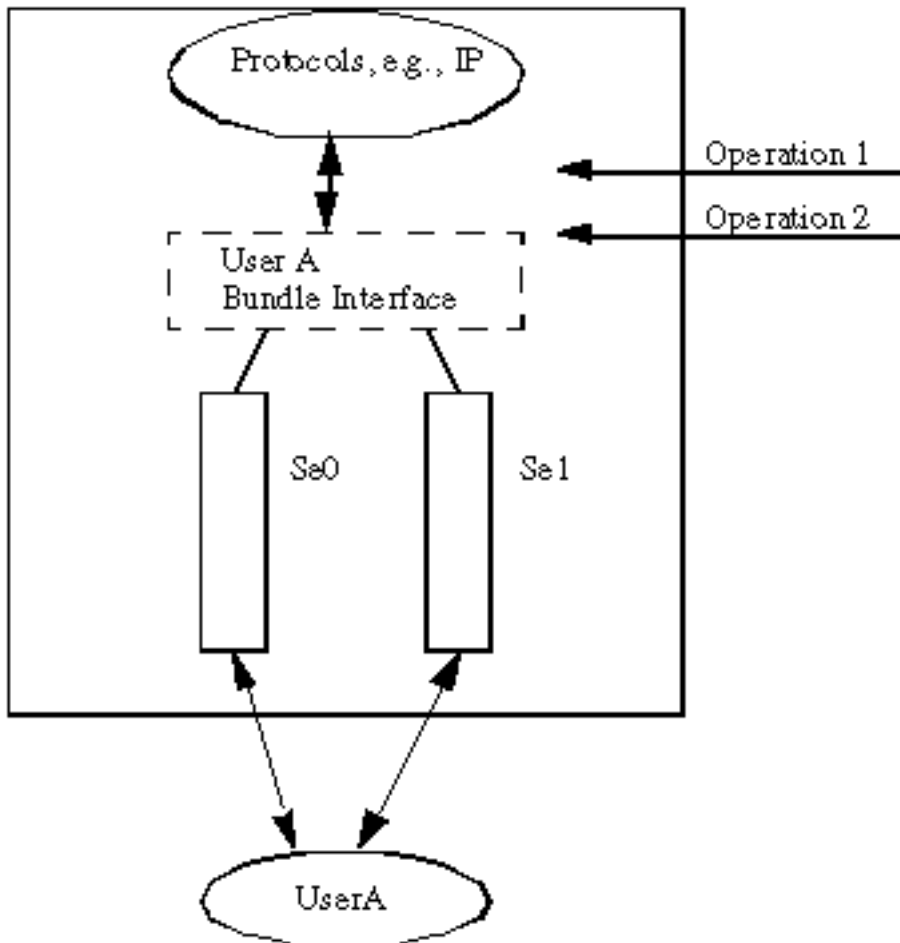 Protocols, e.g., IP
Operation 1
Operation 2
User A
Bundle Interface
Se0
Se1
UserA